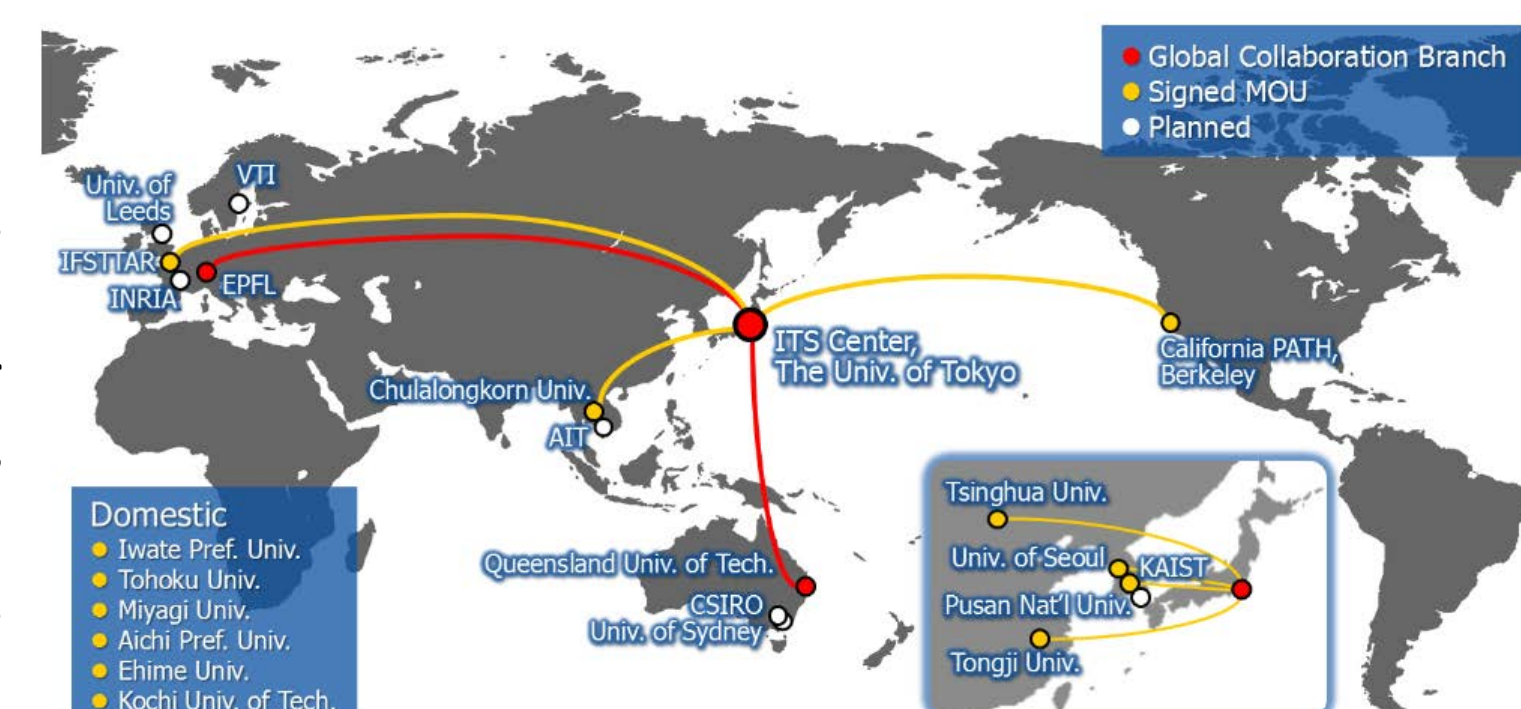 Global Collaboration Branch
Signed MOU
Planned
VTI
Univ. of
Leeds
IFSTTAR
EPFL
INRIA
ITS Center,
The Univ. of Tokyo
California PATH,
Berkeley
Chulalongkorn Univ.
AIT
Domestic
Iwate Pref. Univ.
Tohoku Univ.
Miyagi Univ.
Aichi Pref. Univ.
Ehime Univ.
Kochi Univ. of Tech.
Queensland Univ. of Tech.
CSIRO
Univ. of Sydney
Tsinghua Univ.
Univ. of Seoul
KAIST
Pusan Nat'l Univ.
Tongji Univ.